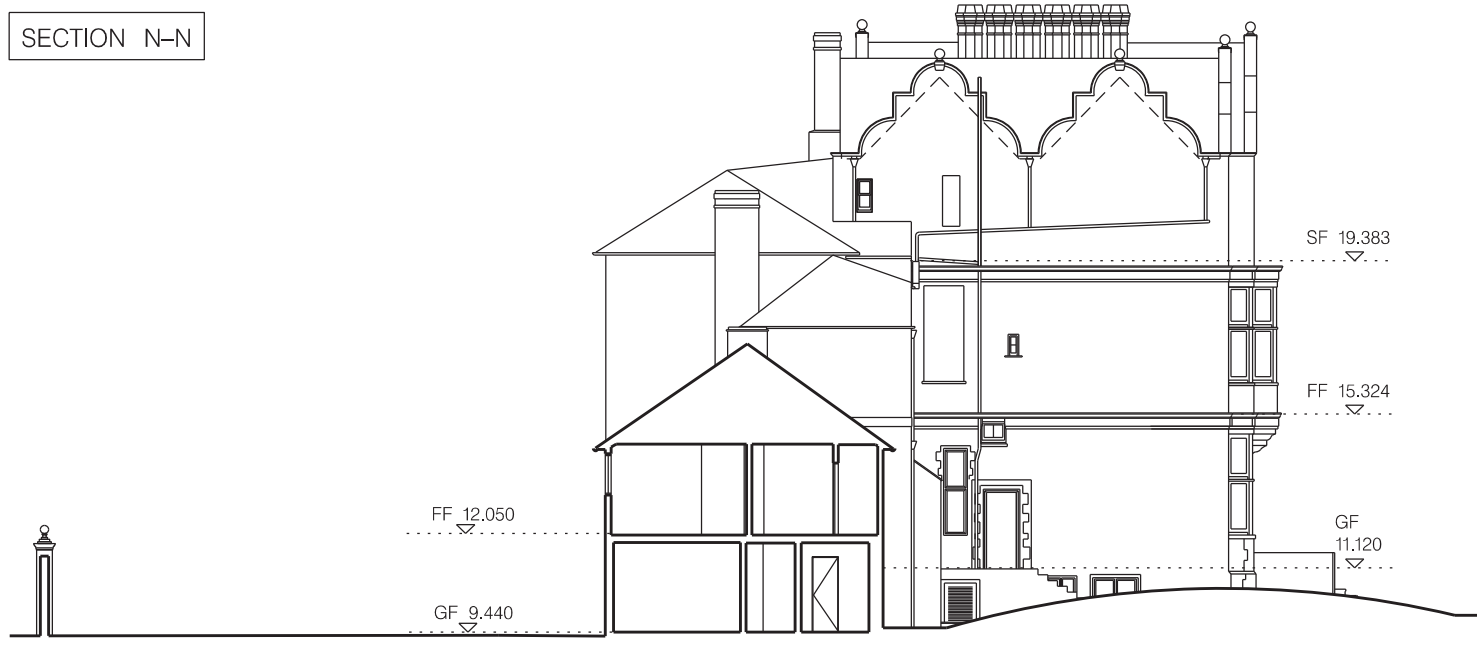 SECTION N–N
SF 19.383
FF 15.324
FF 12.050
GF
11.120
GF 9.440